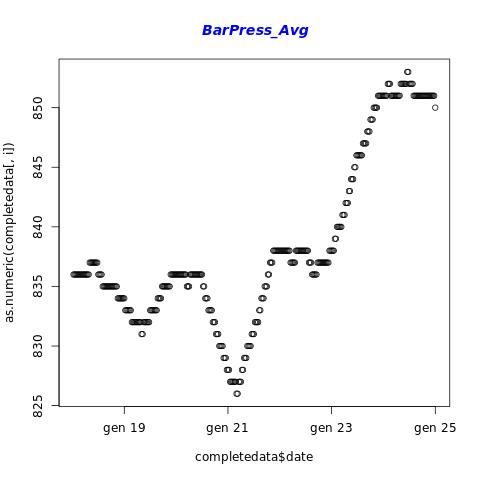 BarPress_Avg
as.numeric(completedata[, i])
850
845
840
835
830
825
gen 19
gen 21
gen 23
gen 25
completedata$date